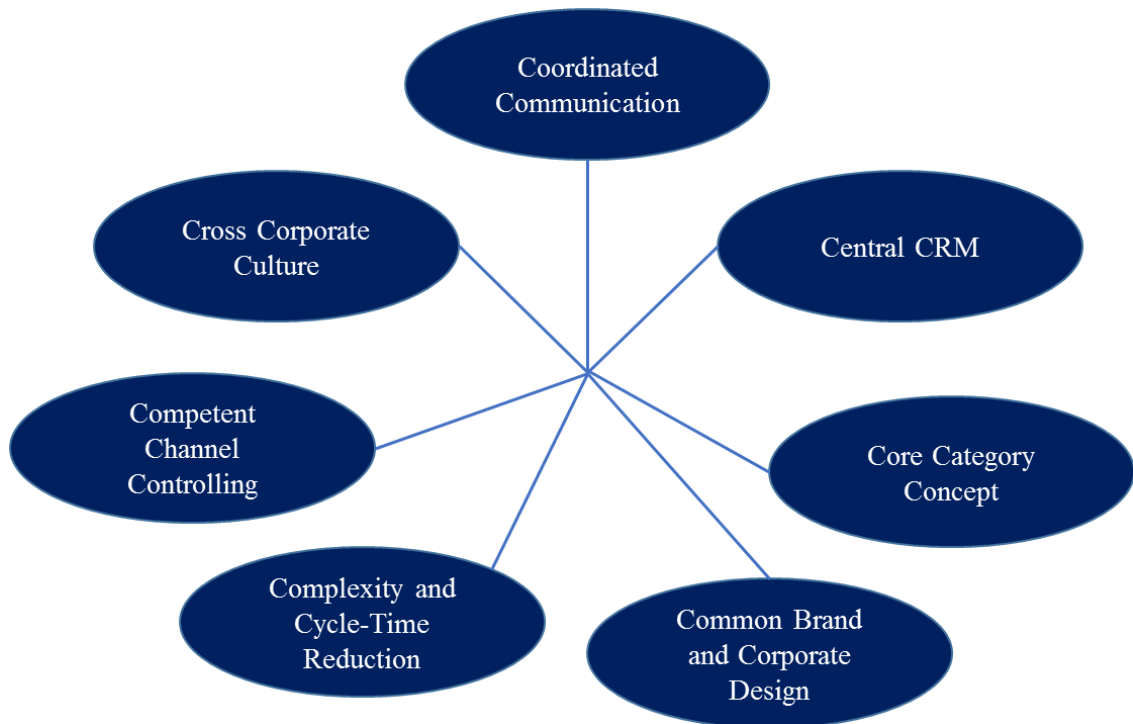 Coordinated
Communication
Cross Corporate
Culture
Central CRM
Competent
Channel
Controlling
Core Category
Concept
Complexity and
Cycle-Time
Reduction
Common Brand
and Corporate
Design